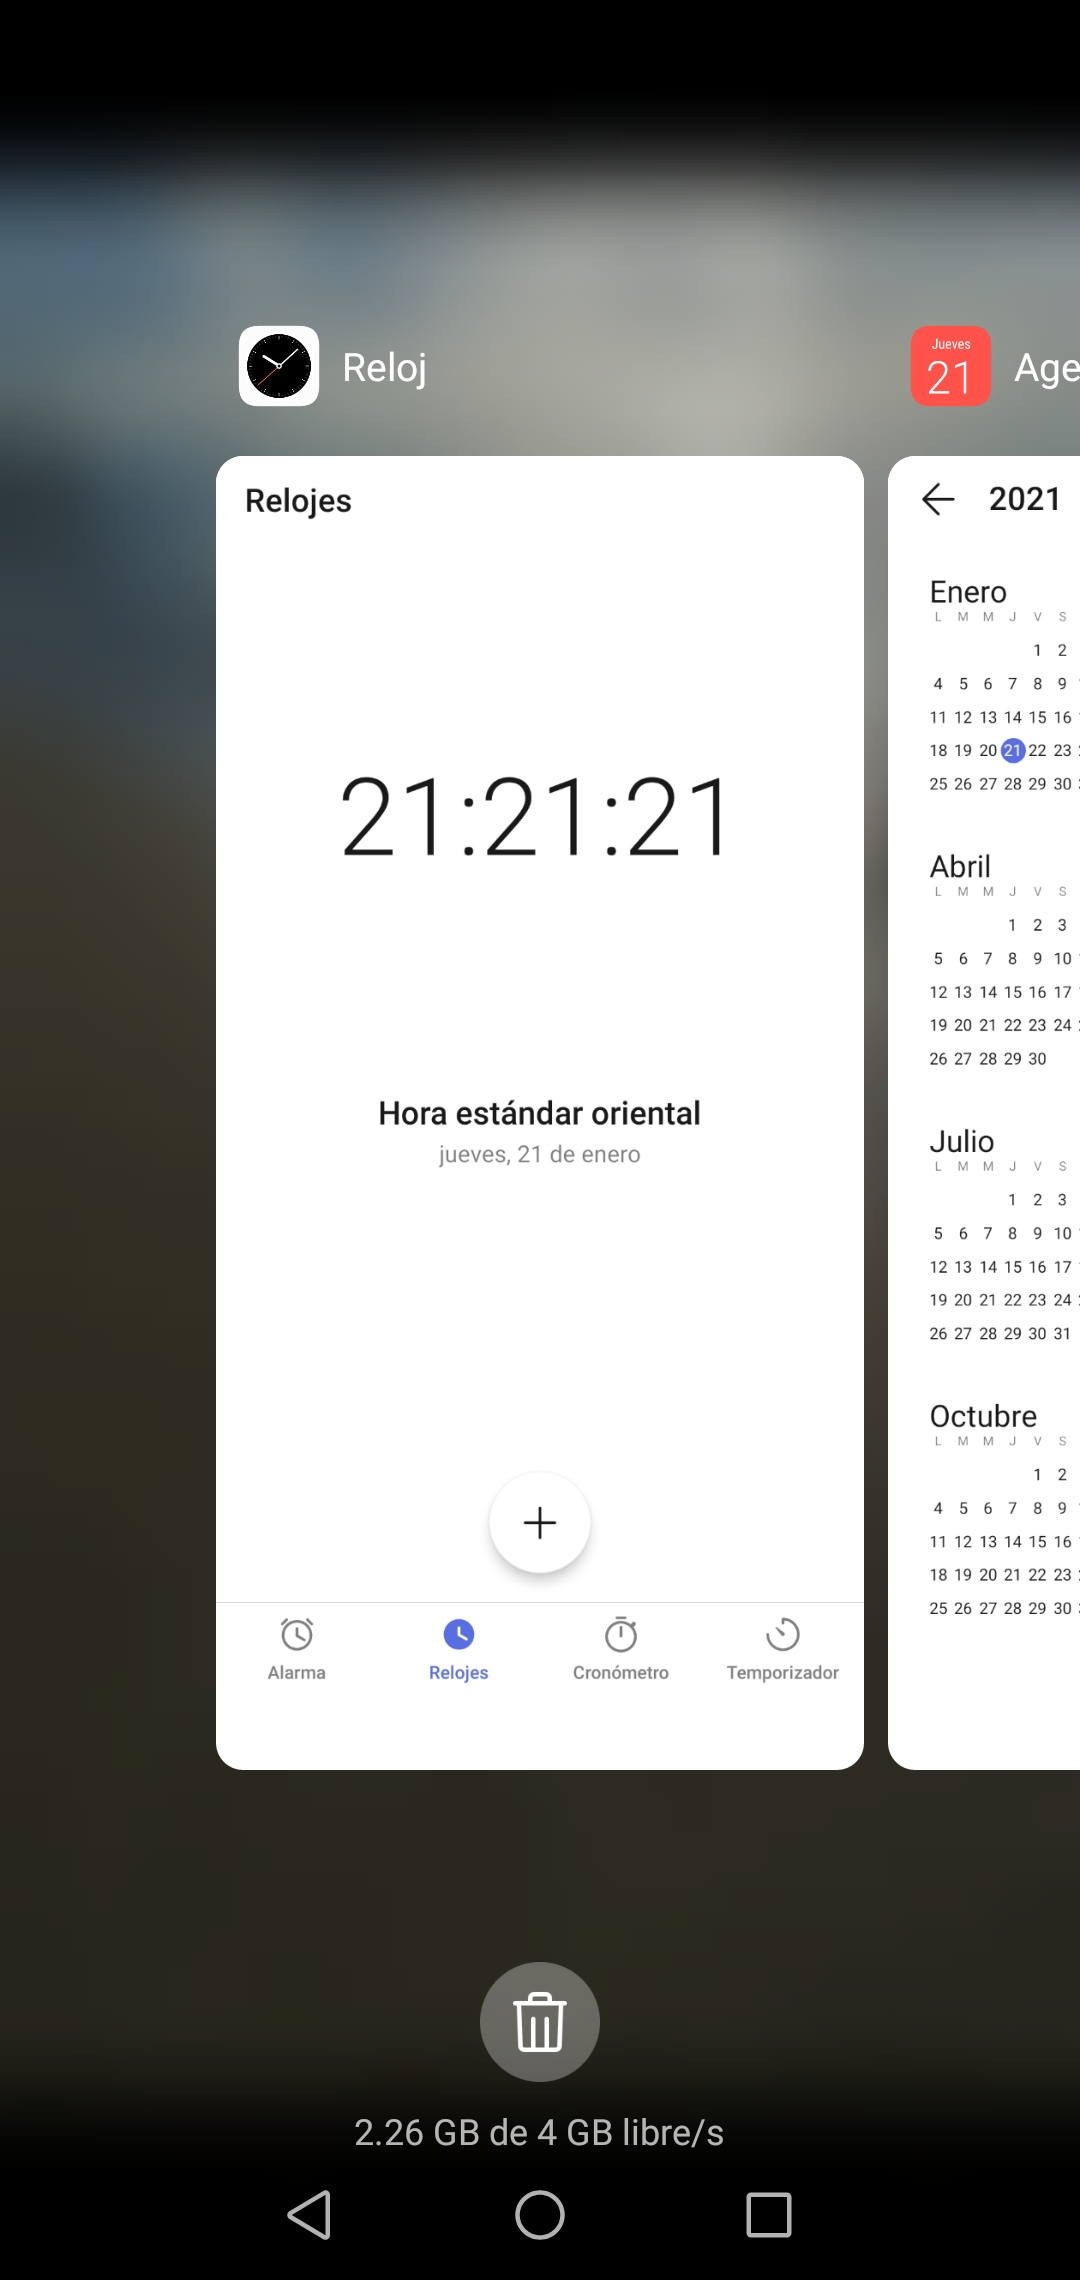 Reloj
Jueves
21
Relojes
21:21:21
Hora estándar oriental
jueves, 21 de enero
Alarma
Relojes
Cronómetro
Temporizador
2021
Enero
L M M J V S
1 2
4 5 6 7 8 9
11 12 13 14 15 16
18 19 20 21 22 23
25 26 27 28 29 30
Abril
L M M J V S
1 2 3
5 6 7 8 9 10
12 13 14 15 16 17
19 20 21 22 23 24
26 27 28 29 30
Julio
L M M J V S
1 2 3
5 6 7 8 9 10
12 13 14 15 16 17
19 20 21 22 23 24
26 27 28 29 30 31
Octubre
L M M J V S
1 2
4 5 6 7 8 9
11 12 13 14 15 16
18 19 20 21 22 23
25 26 27 28 29 30
2.26 GB de 4 GB libre/s